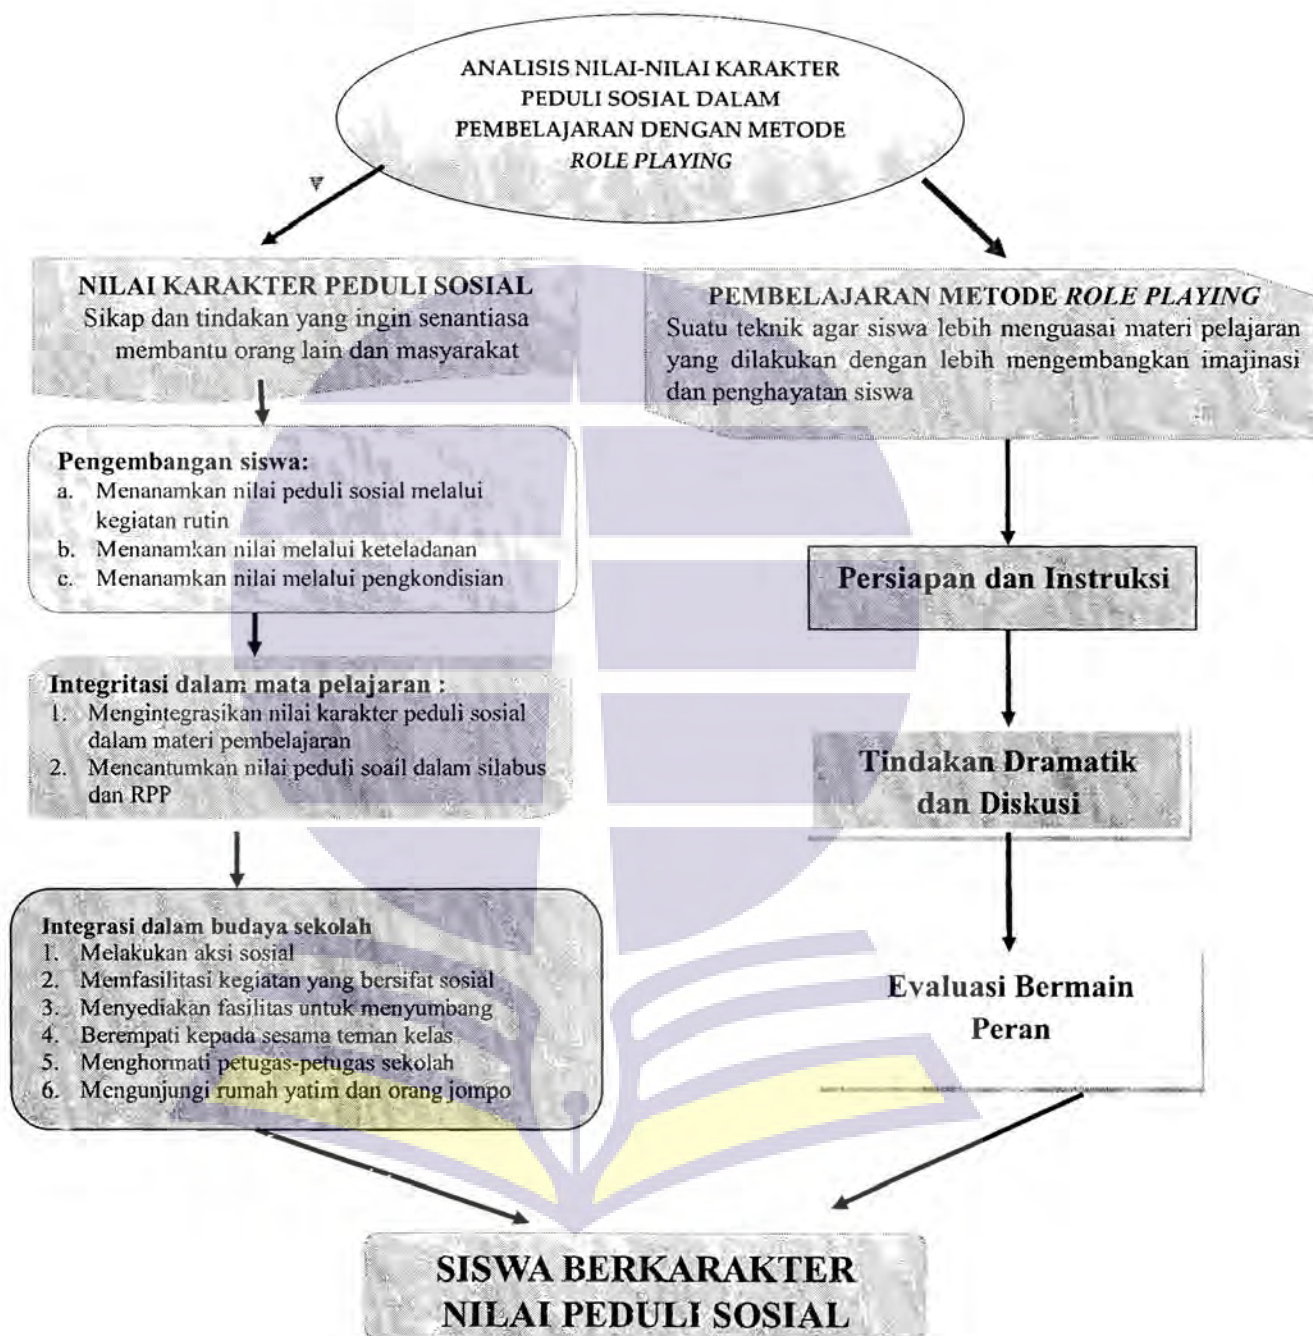 ANALISIS NILAI-NILAI KARAKTER
PEDULI SOSIAL DALAM
PEMBELAJARAN DENGAN METODE
ROLE PLAYING
NILAI KARAKTER PEDULI SOSIAL
Sikap dan tindakan yang ingin senantiasa
membantu orang lain dan masyarakat
Pengembangan siswa:
a. Menanamkan nilai peduli sosial melalui
kegiatan rutin
b. Menanamkan nilai melalui keteladanan
c. Menanamkan nilai melalui pengkondisian
Integritasi dalam mata pelajaran :
1. Mengintegrasikan nilai karakter peduli sosial
dalam materi pembelajaran
2. Mencantumkan nilai peduli soail dalam silabus
dan RPP
Integrasi dalam budaya sekolah
1. Melakukan aksi sosial
2. Memfasilitasi kegiatan yang bersifat sosial
3. Menyediakan fasilitas untuk menyumbang
4. Berempati kepada sesama teman kelas
5. Menghormati petugas-petugas sekolah
6. Mengunjungi rumah yatim dan orang jompo
PEMBELAJARAN METODE ROLE PLAYING
Suatu teknik agar siswa lebih menguasai materi pelajaran
yang dilakukan dengan lebih mengembangkan imajinasi
dan penghayatan siswa
Persiapan dan Instruksi
Tindakan Dramatik
dan Diskusi
Evaluasi Bermain
Peran
SISWA BERKARAKTER
NILAI PEDULI SOSIAL